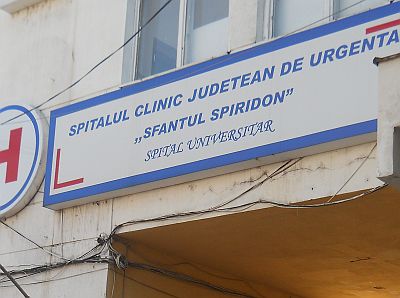 H
SPITALUL CLINIC JUDETEAN DE URGENTA
,,SFANTUL SPIRIDON”
SPITAL UNIVERSITAR